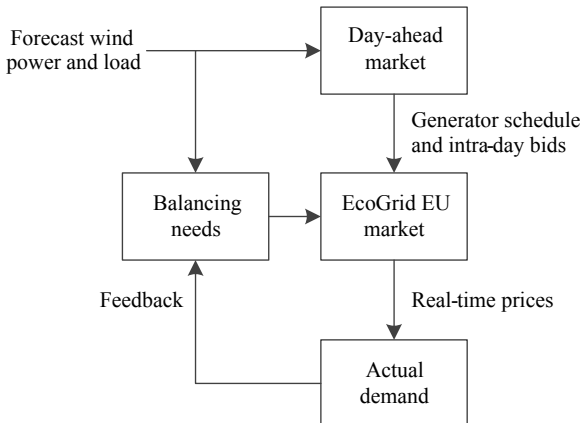 Forecast wind
power and load
Day-ahead
market
Generator schedule
and intra-day bids
Balancing
needs
EcoGrid EU
market
Feedback
Real-time prices
Actual
demand